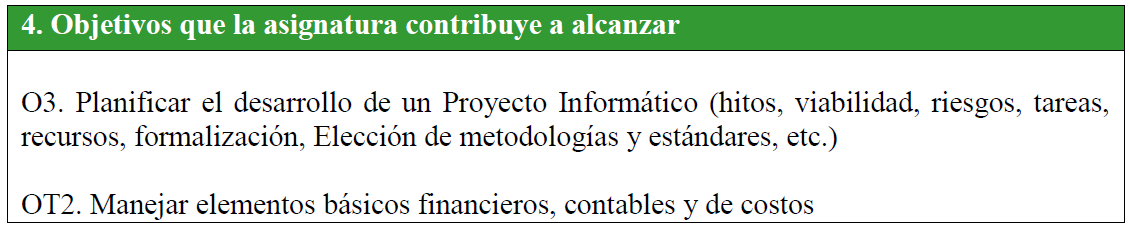 4. Objetivos que la asignatura contribuye a alcanzar
O3. Planificar el desarrollo de un Proyecto Informático (hitos, viabilidad, riesgos, tareas,
recursos, formalización, Elección de metodologías y estándares, etc.)
OT2. Manejar elementos básicos financieros, contables y de costos